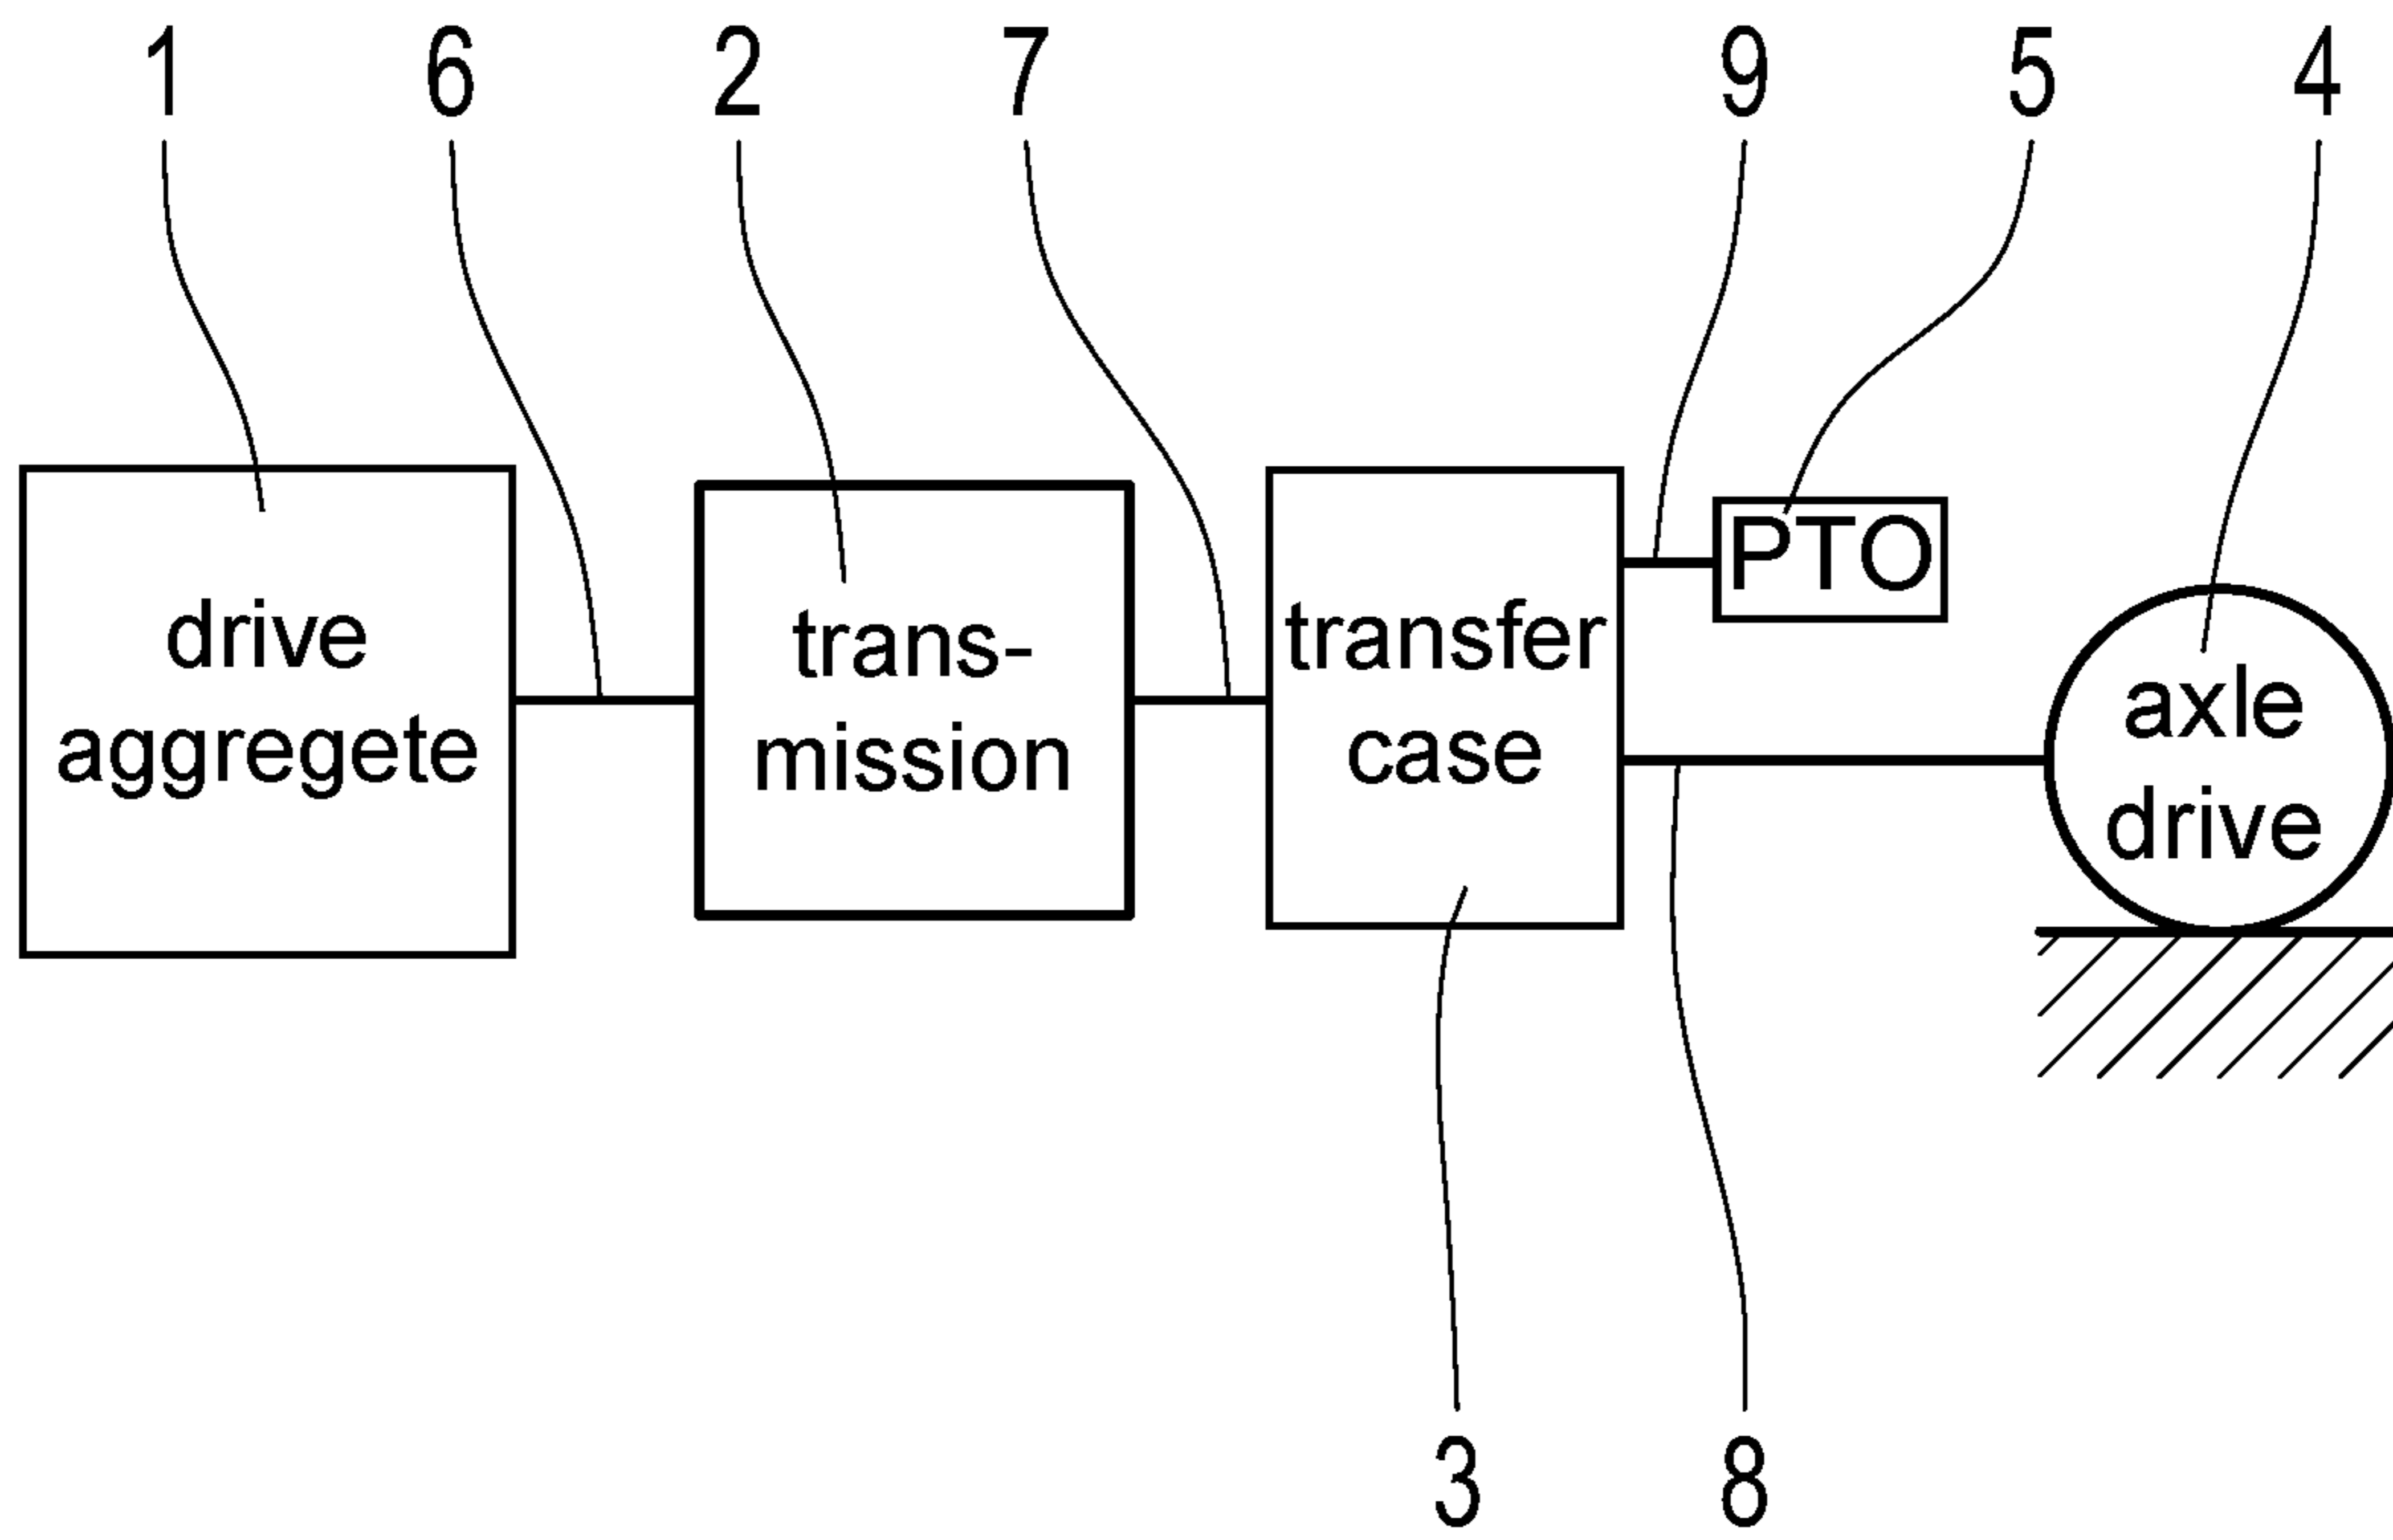 1 6 2 7 9 5 4
drive
aggregete
trans-
mission
transfer
case
PTO
axle
drive
3 8